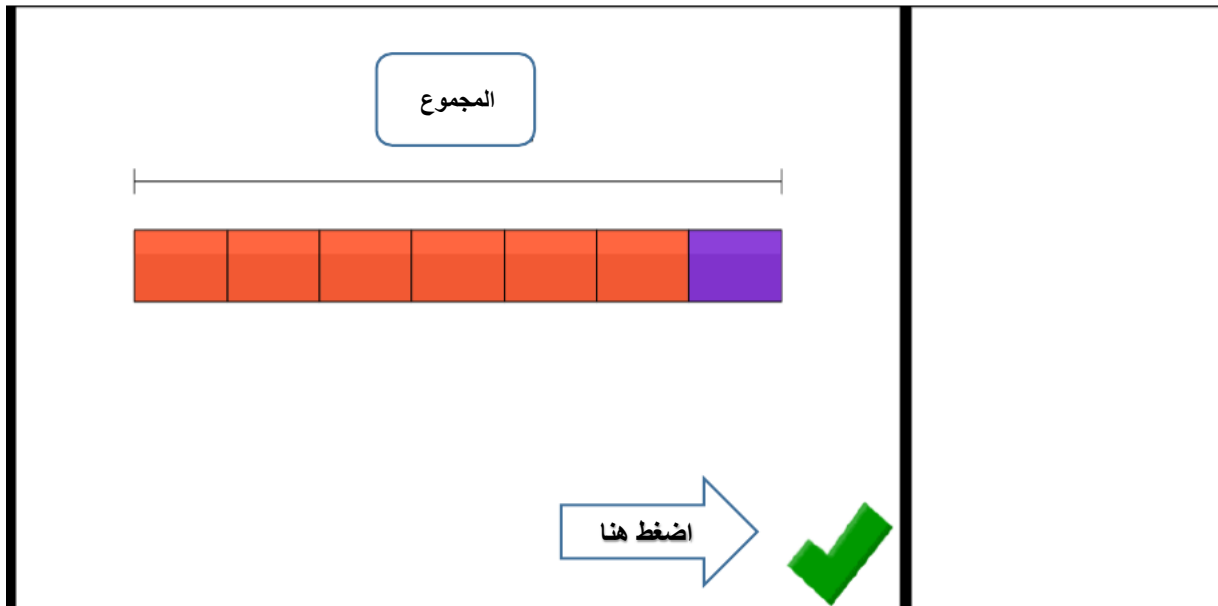 المجموع
اضغط هنا